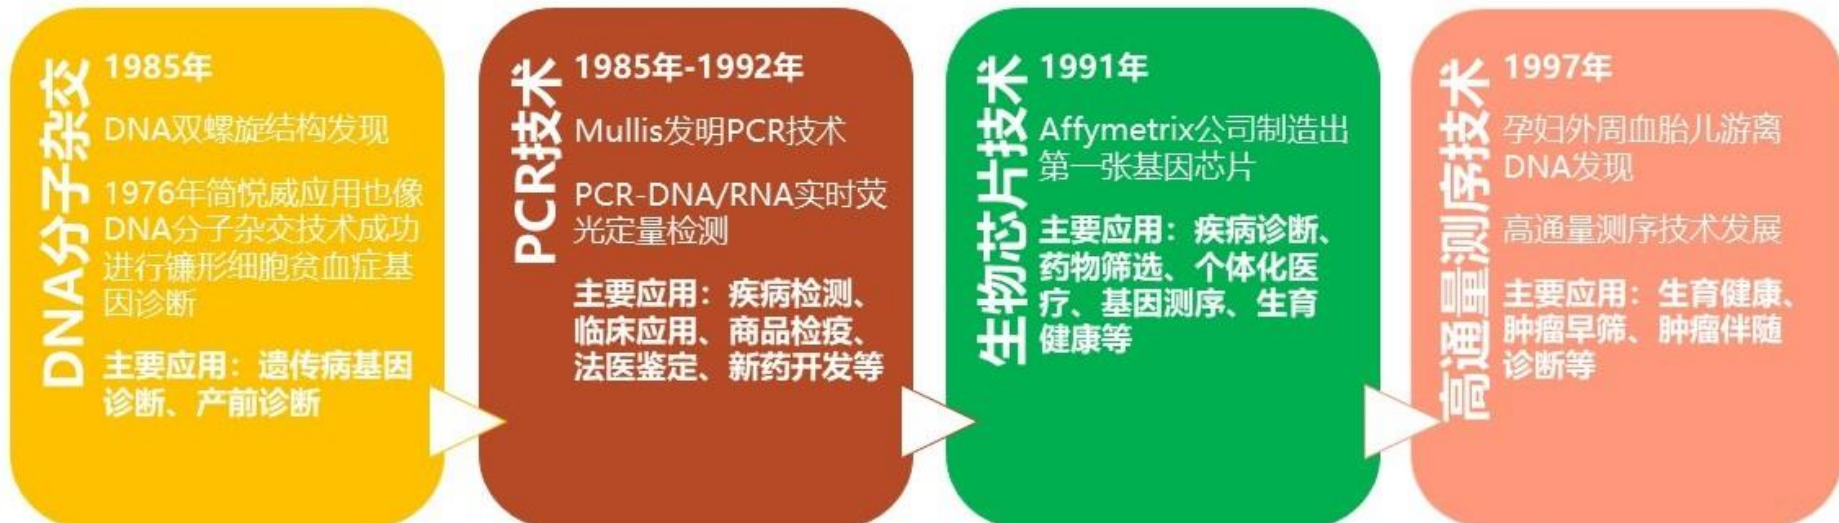 DNA分子杂交
1985年
DNA双螺旋结构发现
1976年简悦威应用也像
DNA分子杂交技术成功
进行镰形细胞贫血症基
因诊断
主要应用：遗传病基因
诊断、产前诊断
PCR技术
1985年-1992年
Mullis发明PCR技术
PCR-DNA/RNA实时荧
光定量检测
主要应用：疾病检测、
临床应用、商品检疫、
法医鉴定、新药开发等
生物芯片技术
1991年
Affymetrix公司制造出
第一张基因芯片
主要应用：疾病诊断、
药物筛选、个体化医
疗、基因测序、生育
健康等
高通量测序技术
1997年
孕妇外周血胎儿游离
DNA发现
高通量测序技术发展
主要应用：生育健康、
肿瘤早筛、肿瘤伴随
诊断等